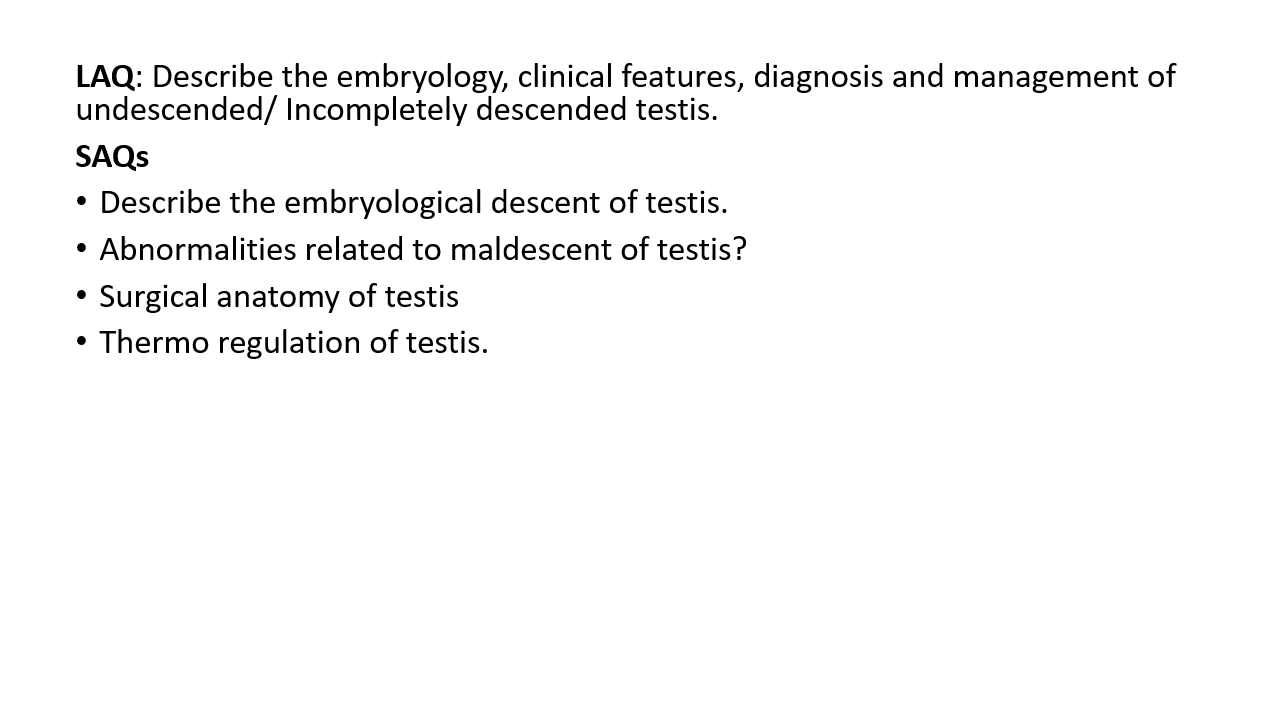 LAQ: Describe the embryology, clinical features, diagnosis and management of
undescended/ Incompletely descended testis.
SAQs
• Describe the embryological descent of testis.
• Abnormalities related to maldescent of testis?
• Surgical anatomy of testis
• Thermo regulation of testis.